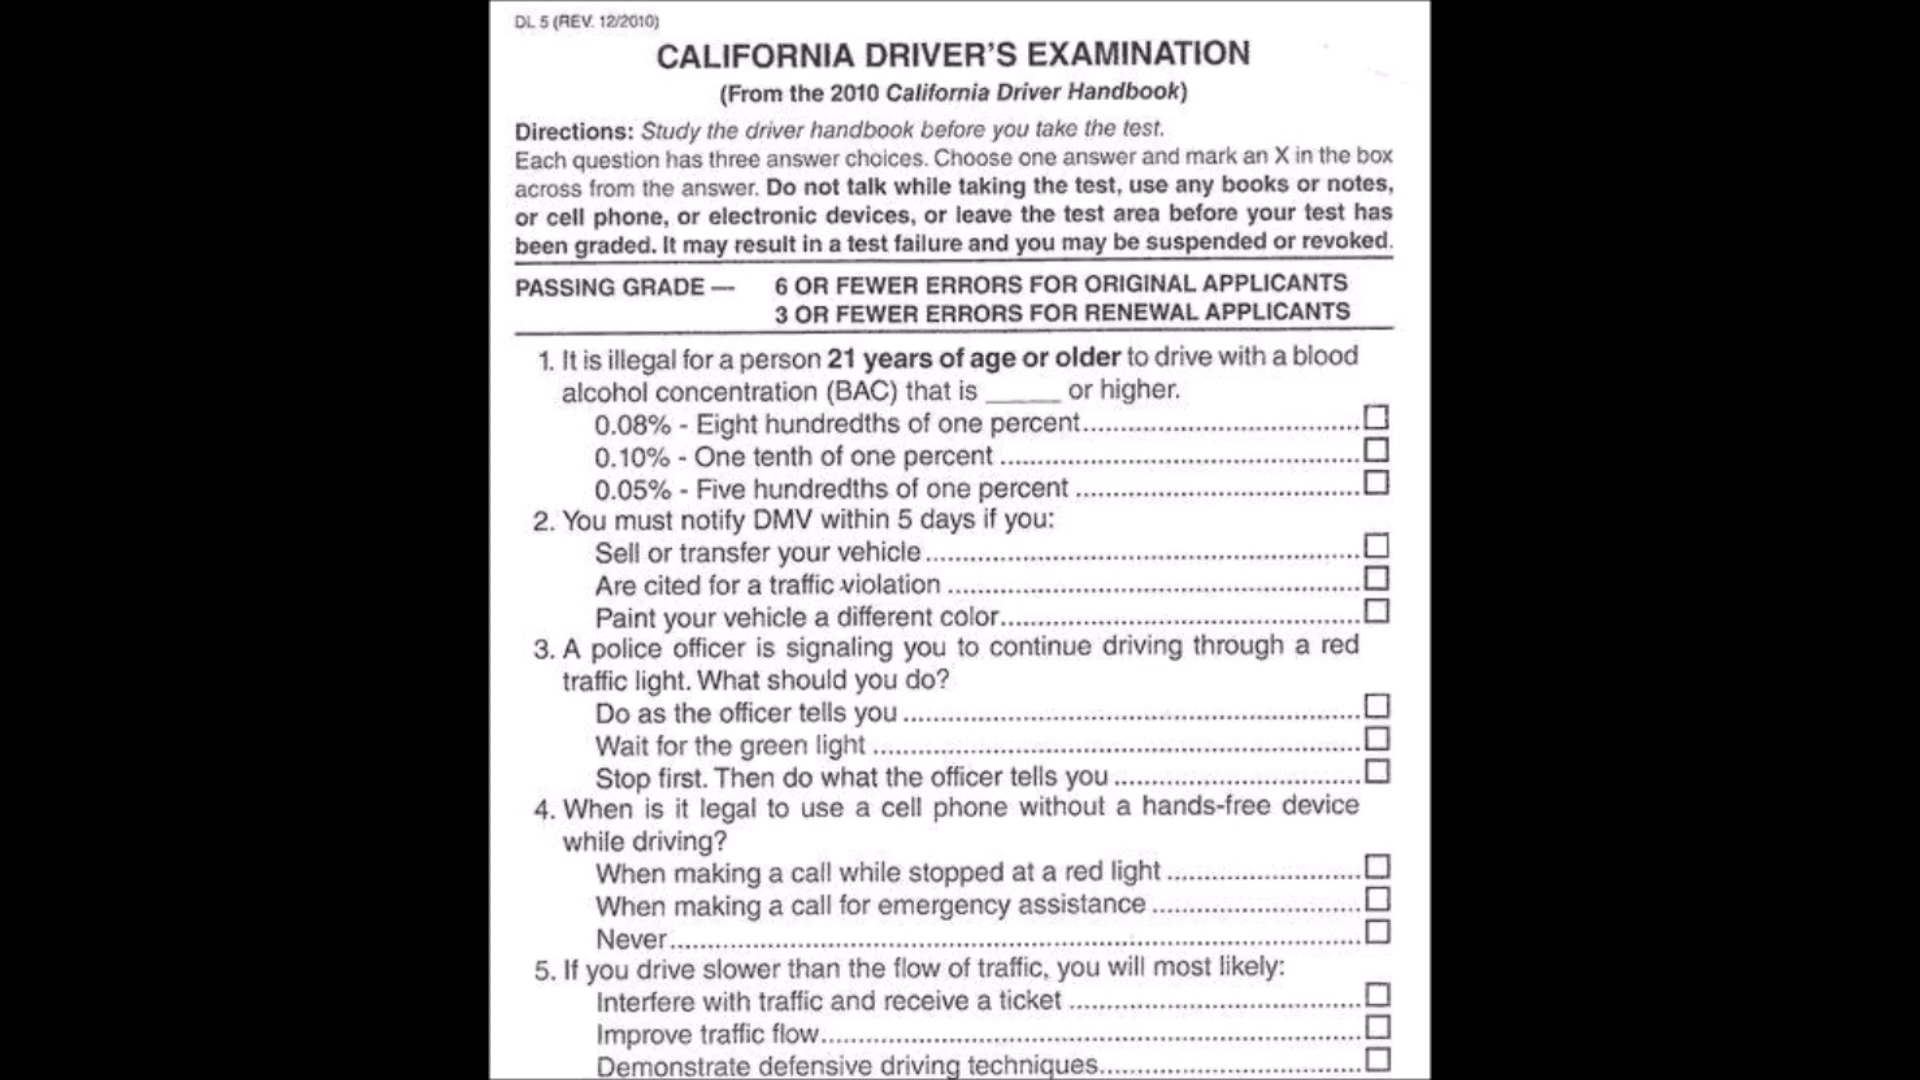 DL 5 (REV. 12/2010)
CALIFORNIA DRIVER'S EXAMINATION
(From the 2010 California Driver Handbook)
Directions: Study the driver handbook before you take the test.
Each question has three answer choices. Choose one answer and mark an X in the box
across from the answer. Do not talk while taking the test, use any books or notes,
or cell phone, or electronic devices, or leave the test area before your test has
been graded. It may result in a test failure and you may be suspended or revoked.
PASSING GRADE — 6 OR FEWER ERRORS FOR ORIGINAL APPLICANTS
3 OR FEWER ERRORS FOR RENEWAL APPLICANTS
1. It is illegal for a person 21 years of age or older to drive with a blood
alcohol concentration (BAC) that is _____ or higher.
0.08% - Eight hundredths of one percent
0.10% - One tenth of one percent
0.05% - Five hundredths of one percent
2. You must notify DMV within 5 days if you:
Sell or transfer your vehicle
Are cited for a traffic violation
Paint your vehicle a different color
3. A police officer is signaling you to continue driving through a red
traffic light. What should you do?
Do as the officer tells you
Wait for the green light
Stop first. Then do what the officer tells you
4. When is it legal to use a cell phone without a hands-free device
while driving?
When making a call while stopped at a red light
When making a call for emergency assistance
Never
5. If you drive slower than the flow of traffic, you will most likely:
Interfere with traffic and receive a ticket
Improve traffic flow
Demonstrate defensive driving techniques